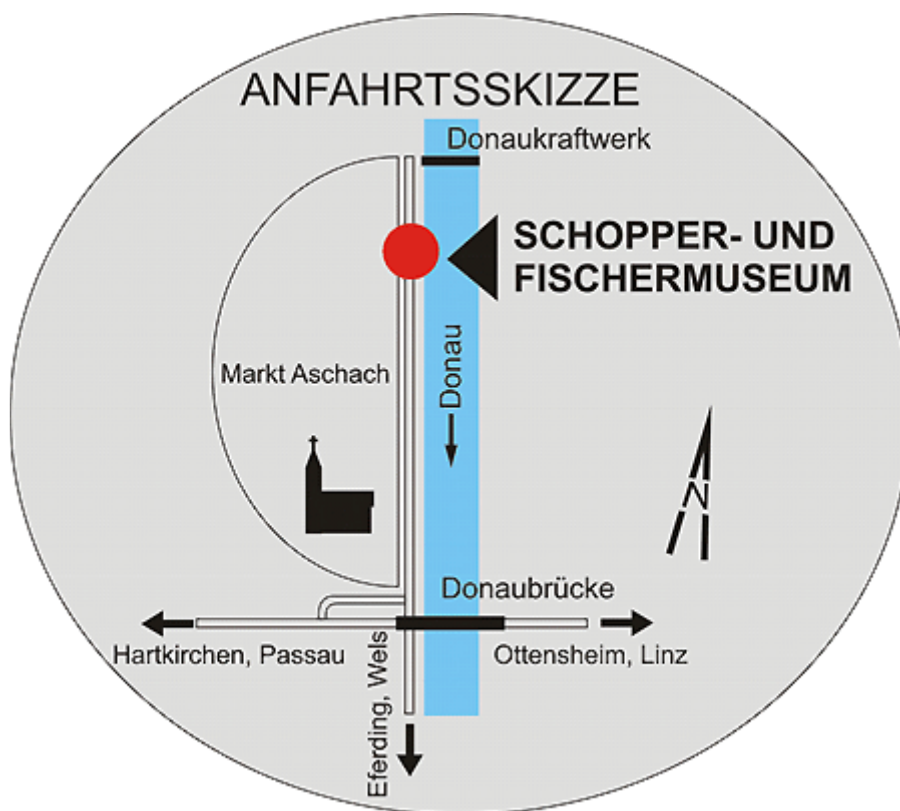 ANFAHRTSSKIZZE
Donaukraftwerk
SCHOPPER- UND
FISCHERMUSEUM
Donau
Markt Aschach
N
Donaubrücke
Hartkirchen, Passau
Ottensheim, Linz
Eferding, Wels